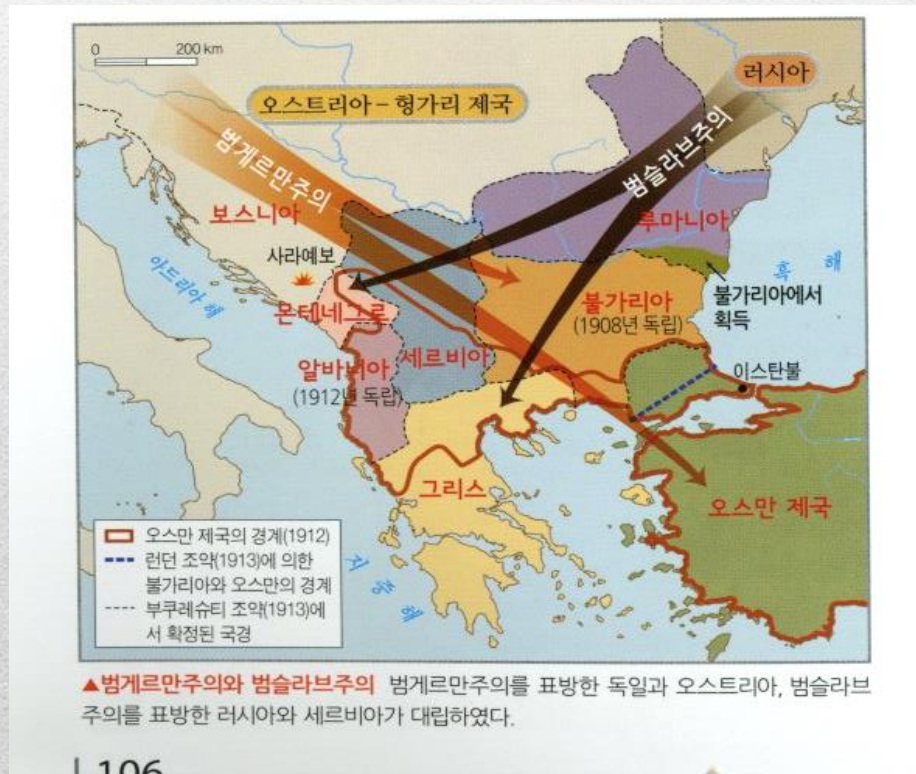 0 200 km
러시아
오스트리아 – 헝가리 제국
범게르만주의
범슬라브주의
보스니아
루마니아
사라예보
아드리아 해
흑 해
몬테네그로
불가리아
(1908년 독립)
불가리아에서
획득
알바니아
(1912년 독립)
세르비아
이스탄불
그리스
오스만 제국
지중해
오스만 제국의 경계(1912)
런던 조약(1913)에 의한
불가리아와 오스만의 경계
부쿠레슈티 조약(1913)에
서 확정된 국경
▲범게르만주의와 범슬라브주의 범게르만주의를 표방한 독일과 오스트리아, 범슬라브
주의를 표방한 러시아와 세르비아가 대립하였다.
106